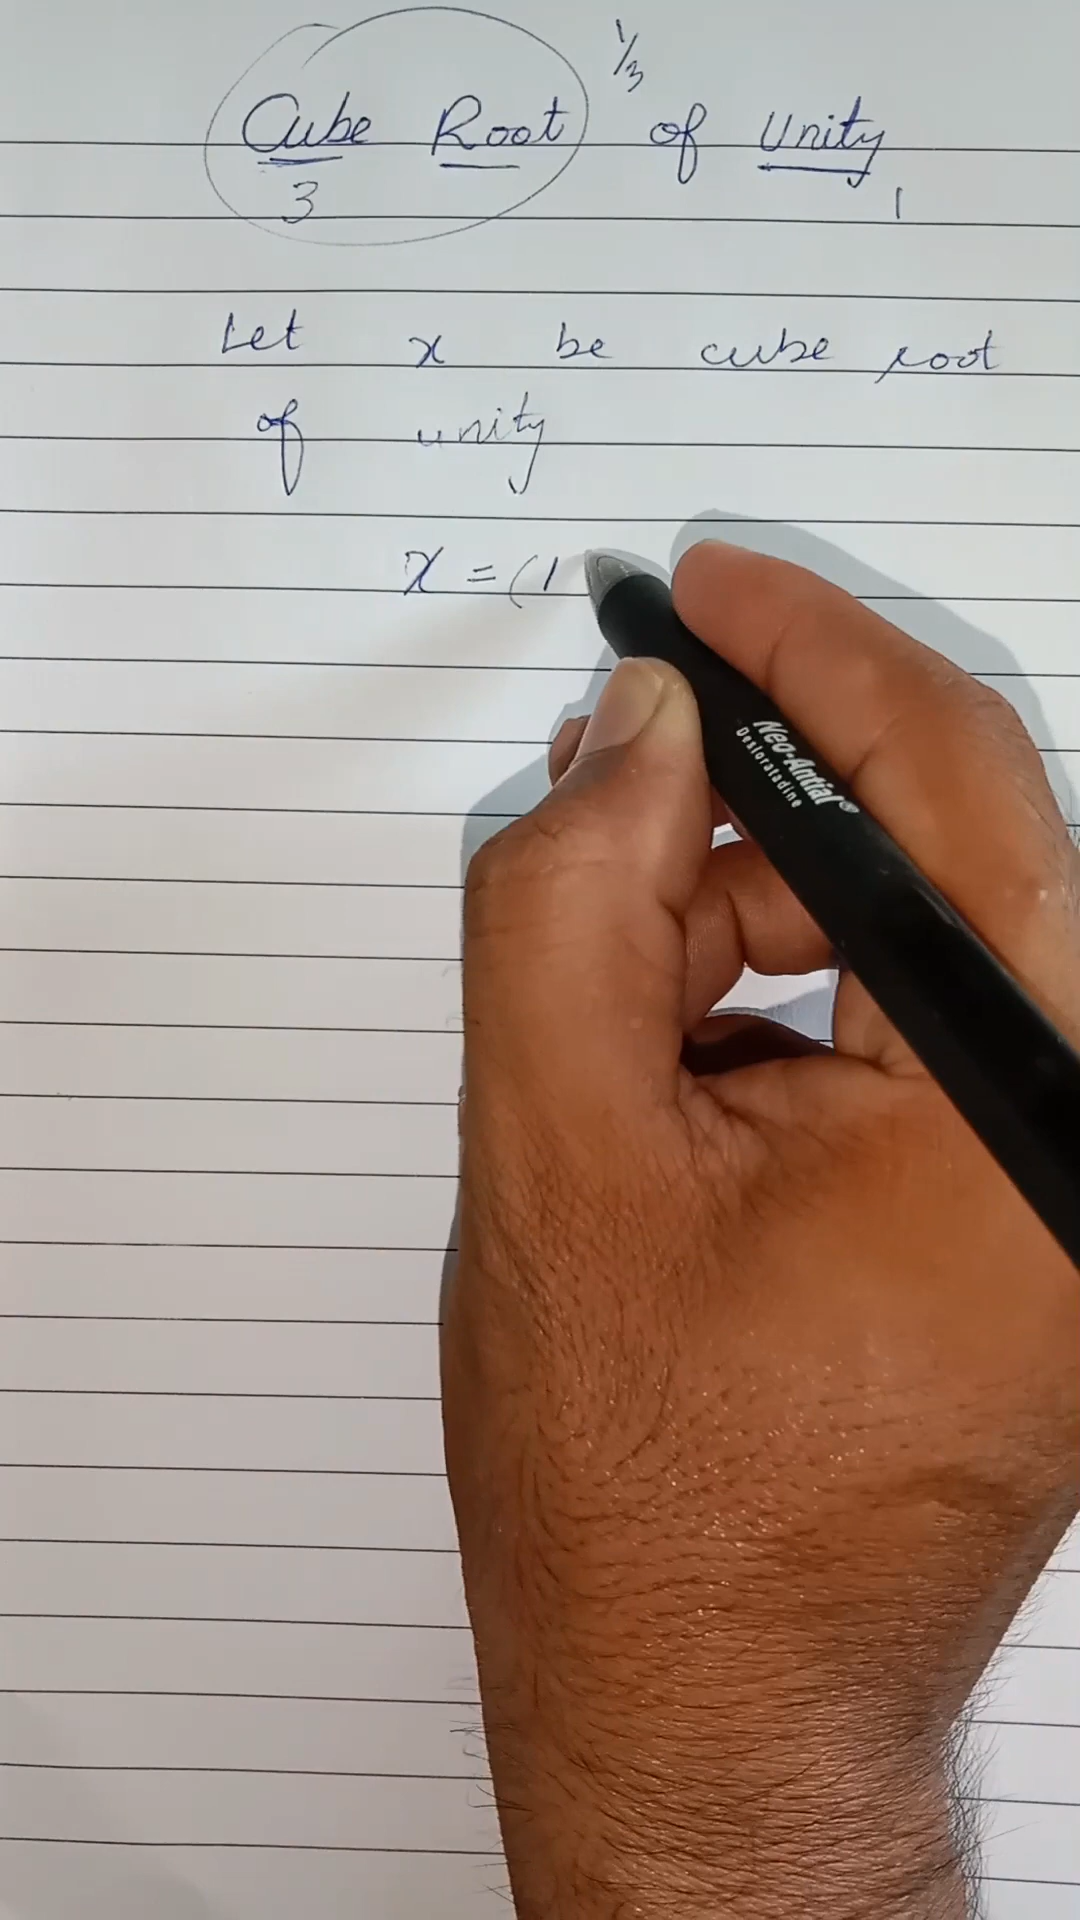 1/3
Cube Root of Unity
3 1
Let x be cube root
of unity
x = (1
Neo-Antial®
Desloratadine